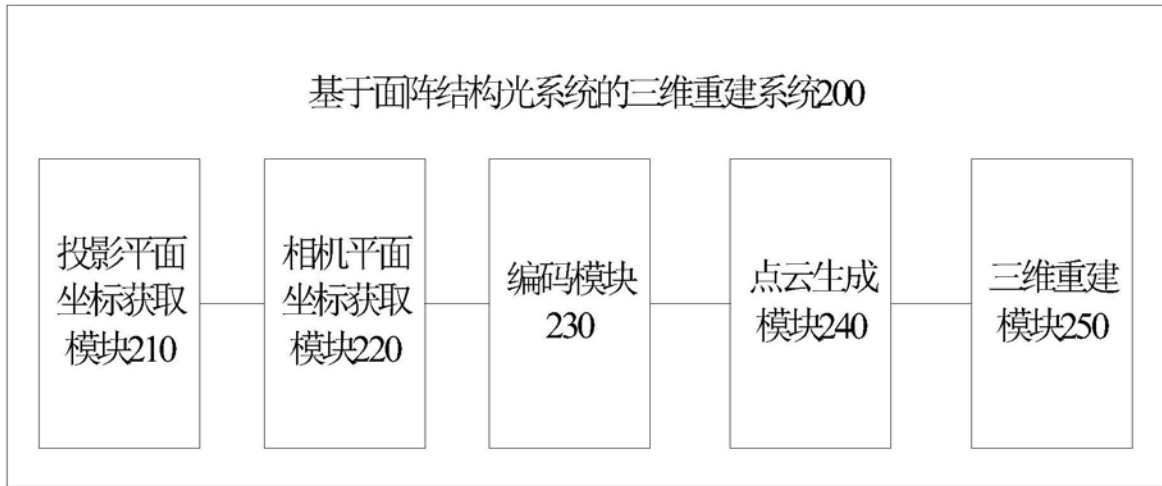 基于面阵结构光系统的三维重建系统200
投影平面
坐标获取
模块210
相机平面
坐标获取
模块220
编码模块
230
点云生成
模块240
三维重建
模块250